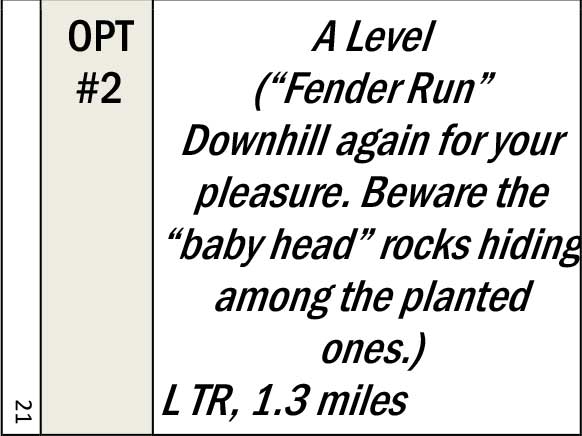 OPT
#2
A Level
(“Fender Run”
Downhill again for your
pleasure. Beware the
“baby head” rocks hiding
among the planted
ones.)
L TR, 1.3 miles
21